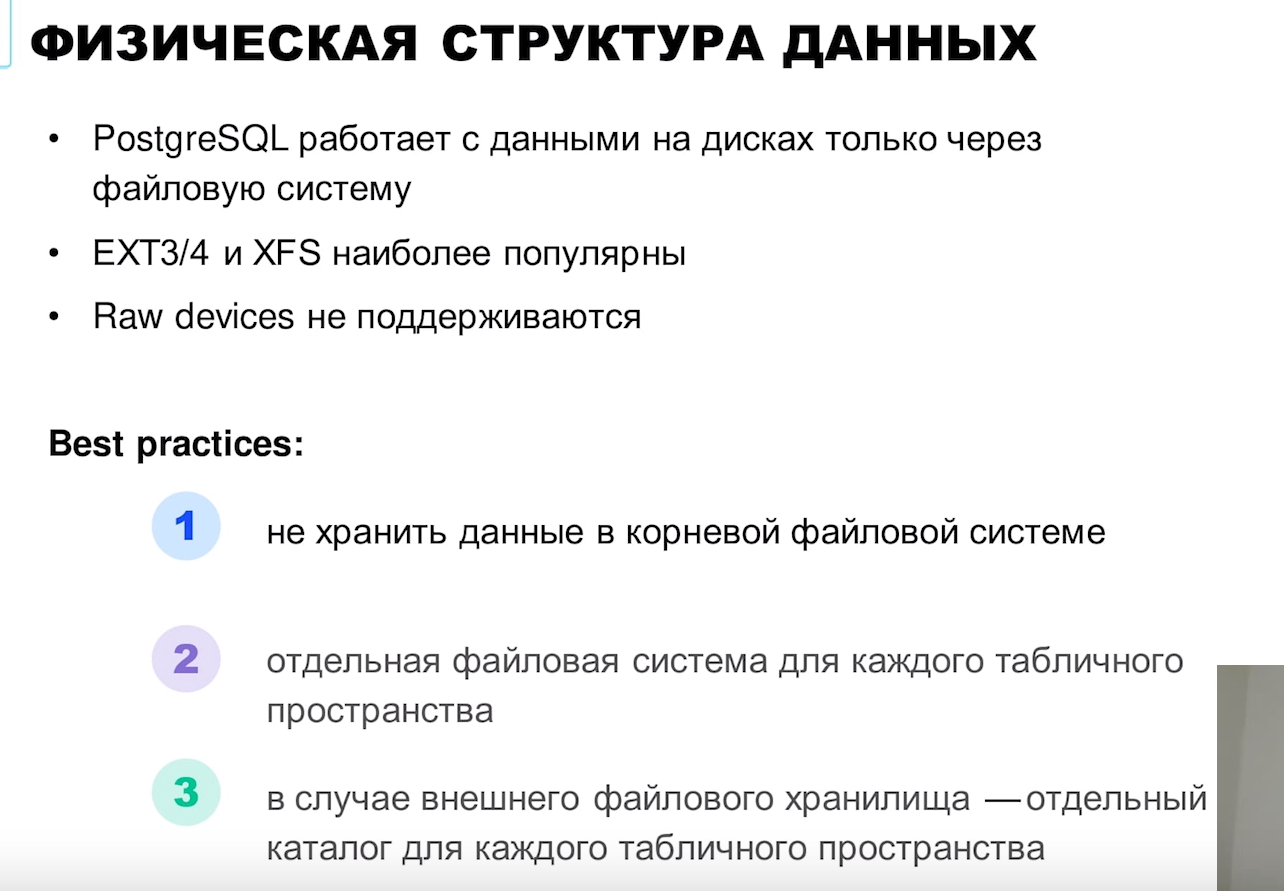 ФИЗИЧЕСКАЯ СТРУКТУРА ДАННЫХ
• PostgreSQL работает с данными на дисках только через
файловую систему
• EXT3/4 и XFS наиболее популярны
• Raw devices не поддерживаются
Best practices:
1 не хранить данные в корневой файловой системе
2 отдельная файловая система для каждого табличного
пространства
3 в случае внешнего файлового хранилища — отдельный
каталог для каждого табличного пространства